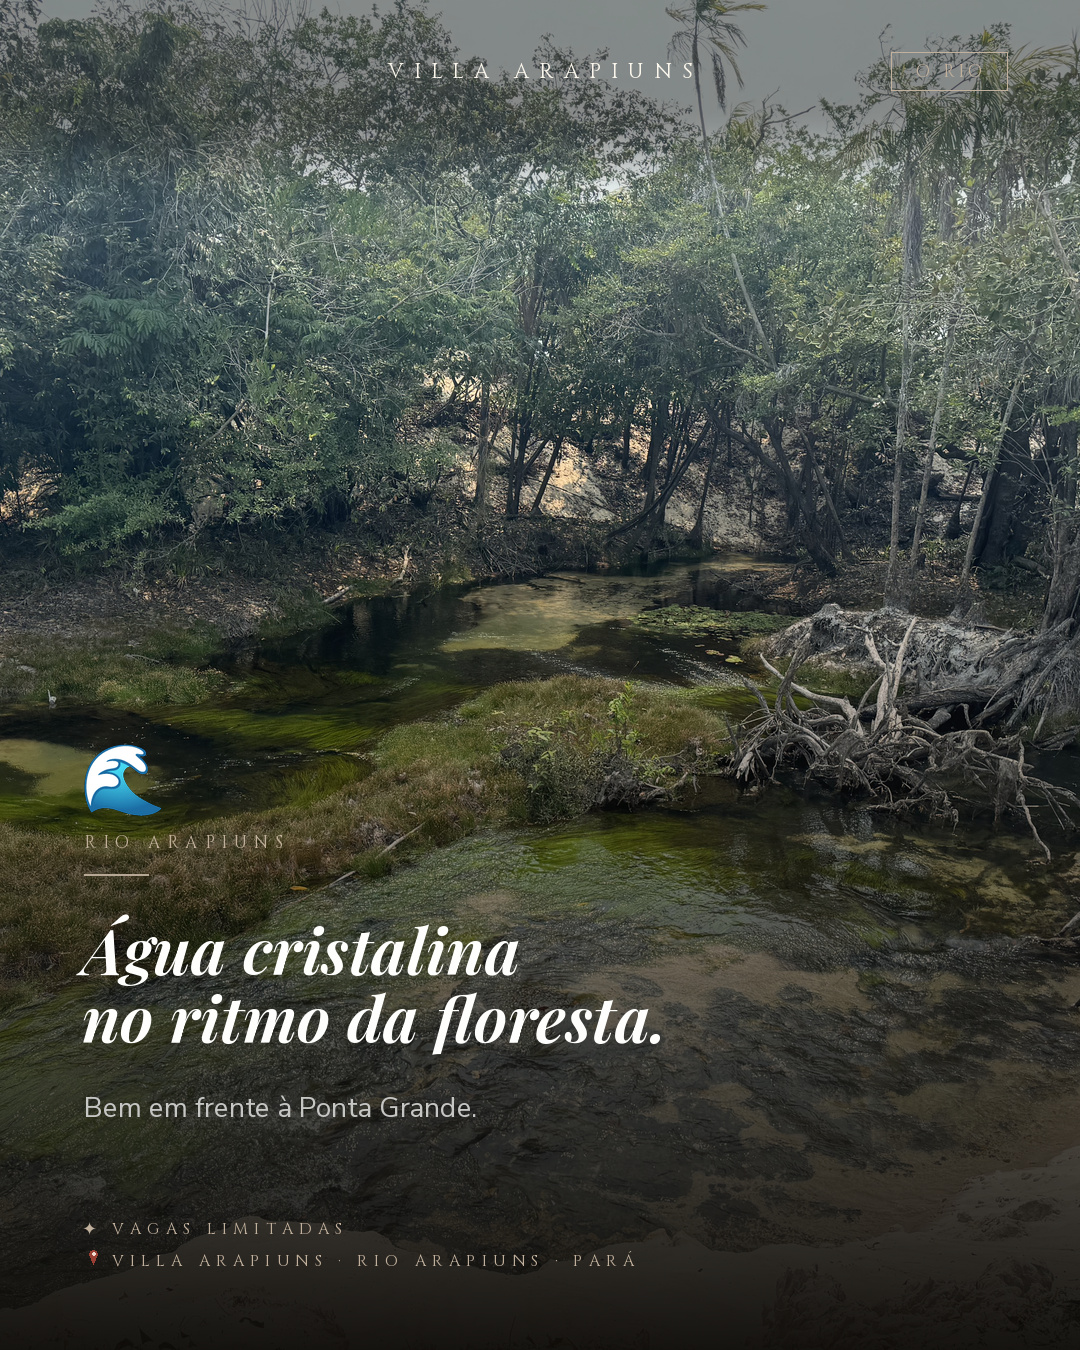 VILLA ARAPIUNS
O RIO
RIO ARAPIUNS
Água cristalina
no ritmo da floresta.
Bem em frente à Ponta Grande.
✦ VAGAS LIMITADAS
📍 VILLA ARAPIUNS · RIO ARAPIUNS · PARÁ